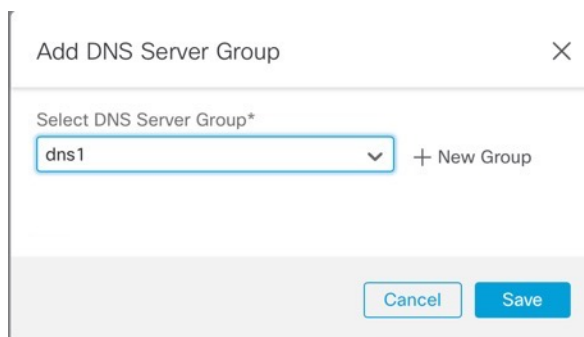 Add DNS Server Group
Select DNS Server Group*
dns1
+ New Group
Cancel
Save